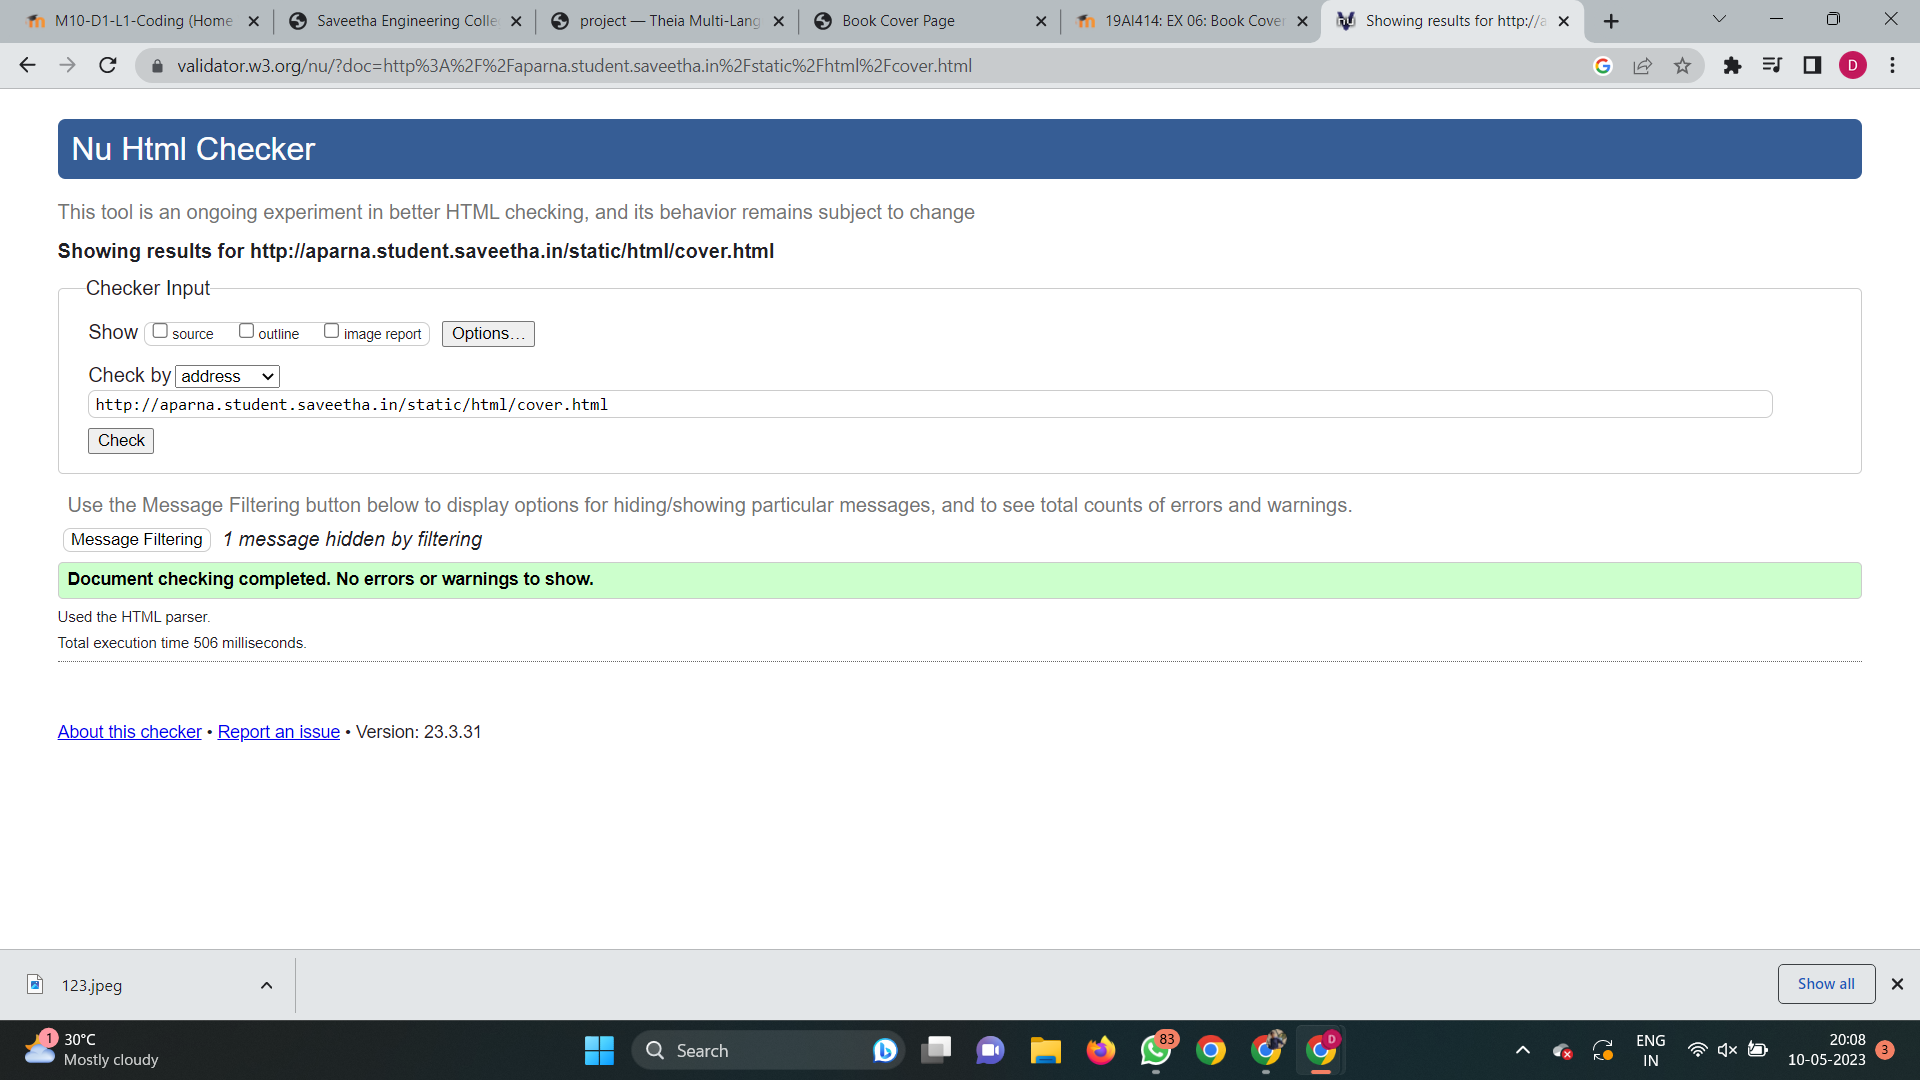 M10-D1-L1-Coding (Home
Saveetha Engineering Colle
project — Theia Multi-Lang
Book Cover Page
19AI414: EX 06: Book Cover
Showing results for http://a
validator.w3.org/nu/?doc=http%3A%2F%2Faparna.student.saveetha.in%2Fstatic%2Fhtml%2Fcover.html
D
Nu Html Checker
This tool is an ongoing experiment in better HTML checking, and its behavior remains subject to change
Showing results for http://aparna.student.saveetha.in/static/html/cover.html
Checker Input
Show source outline image report Options...
Check by address
http://aparna.student.saveetha.in/static/html/cover.html
Check
Use the Message Filtering button below to display options for hiding/showing particular messages, and to see total counts of errors and warnings.
Message Filtering 1 message hidden by filtering
Document checking completed. No errors or warnings to show.
Used the HTML parser.
Total execution time 506 milliseconds.
About this checker • Report an issue • Version: 23.3.31
123.jpeg
Show all
1
30°C
Mostly cloudy
Search
83
D
ENG
IN
20:08
10-05-2023
3